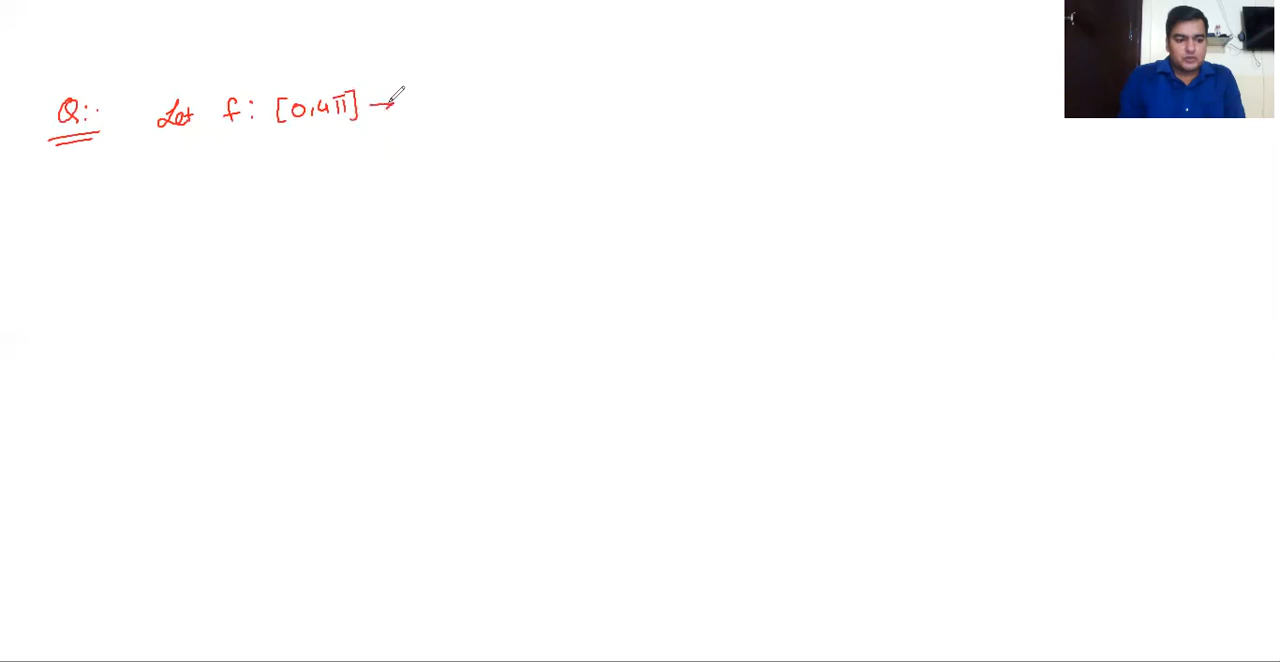 Q:- Let f: [0,4π] →